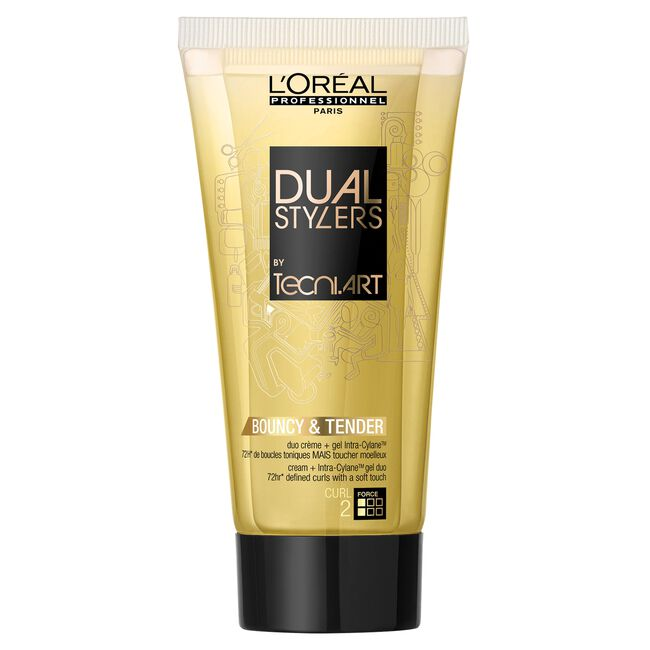 L'ORÉAL
PROFESSIONNEL
PARIS
DUAL
STYLERS
BY
TECNI.ART
BOUNCY & TENDER
duo crème + gel Intra-Cylane™
72H* de boucles toniques MAIS toucher moelleux
cream + Intra-Cylane™ gel duo
72hr* defined curls with a soft touch
CURL
2
FORCE